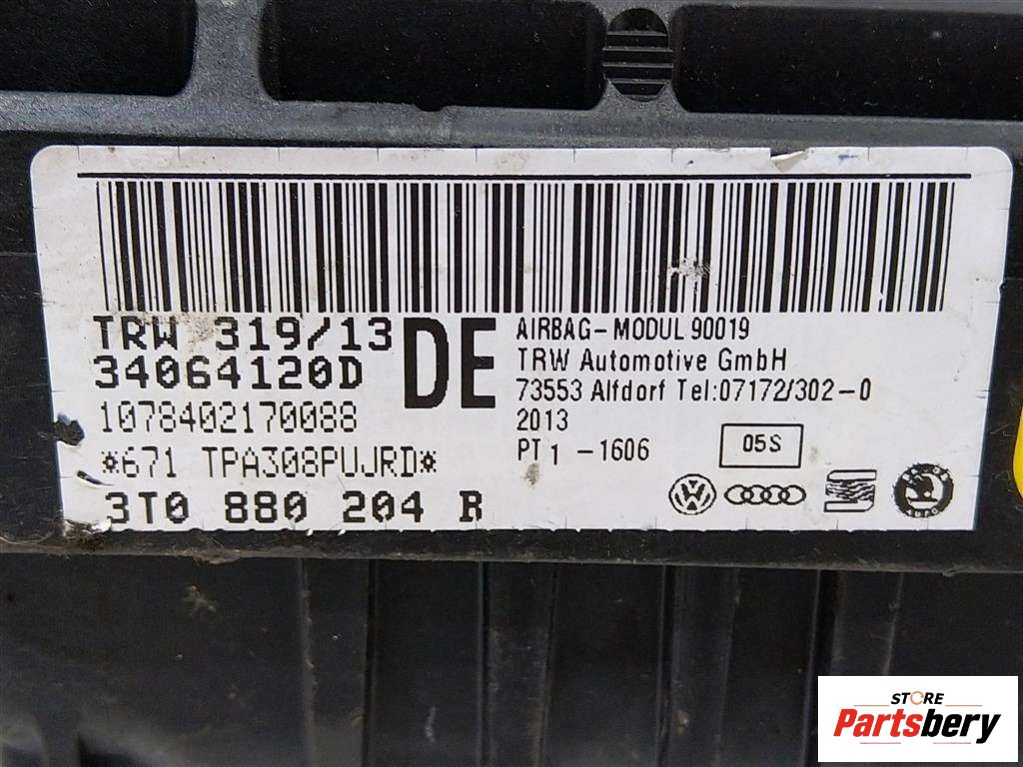 TRW 319/13
34064120D
DE
1078402170088
*671 TPA308PUJRD*
3T0 880 204 R
AIRBAG-MODUL 90019
TRW Automotive GmbH
73553 Alfdorf Tel:07172/302-0
2013
PT 1 -1606
05S
STORE
Partsbery